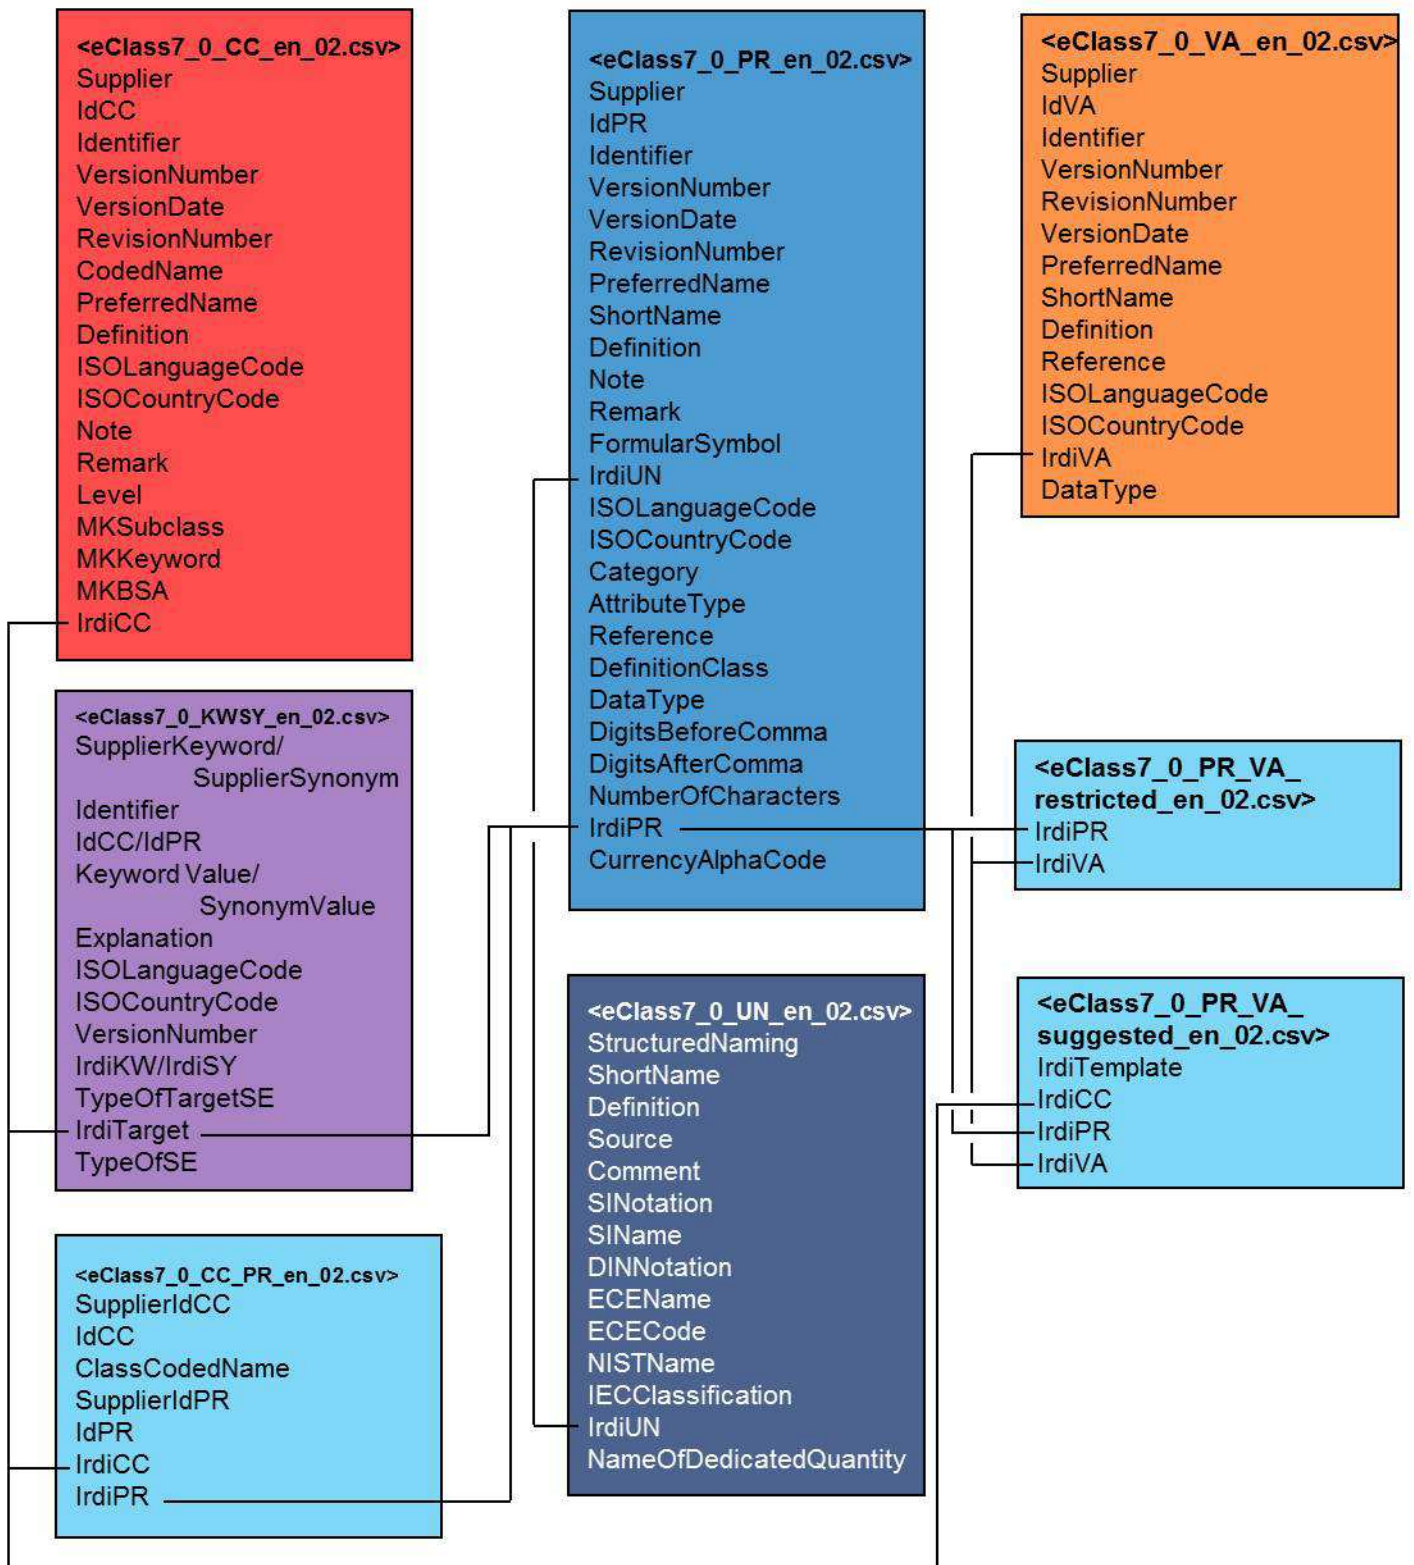 <eClass7_0_CC_en_02.csv>
Supplier
IdCC
Identifier
VersionNumber
VersionDate
RevisionNumber
CodedName
PreferredName
Definition
ISOLanguageCode
ISOCountryCode
Note
Remark
Level
MKSubclass
MKKeyword
MKBSA
IrdiCC
<eClass7_0_KWSY_en_02.csv>
SupplierKeyword/
SupplierSynonym
Identifier
IdCC/IdPR
Keyword Value/
SynonymValue
Explanation
ISOLanguageCode
ISOCountryCode
VersionNumber
IrdiKW/IrdiSY
TypeOfTargetSE
IrdiTarget
TypeOfSE
<eClass7_0_CC_PR_en_02.csv>
SupplierIdCC
IdCC
ClassCodedName
SupplierIdPR
IdPR
IrdiCC
IrdiPR
<eClass7_0_PR_en_02.csv>
Supplier
IdPR
Identifier
VersionNumber
VersionDate
RevisionNumber
PreferredName
ShortName
Definition
Note
Remark
FormularSymbol
IrdiUN
ISOLanguageCode
ISOCountryCode
Category
AttributeType
Reference
DefinitionClass
DataType
DigitsBeforeComma
DigitsAfterComma
NumberOfCharacters
IrdiPR
CurrencyAlphaCode
<eClass7_0_UN_en_02.csv>
StructuredNaming
ShortName
Definition
Source
Comment
SINotation
SIName
DINNotation
ECEName
ECECode
NISTName
IECClassification
IrdiUN
NameOfDedicatedQuantity
<eClass7_0_VA_en_02.csv>
Supplier
IdVA
Identifier
VersionNumber
RevisionNumber
VersionDate
PreferredName
ShortName
Definition
Reference
ISOLanguageCode
ISOCountryCode
IrdiVA
DataType
<eClass7_0_PR_VA_
restricted_en_02.csv>
IrdiPR
IrdiVA
<eClass7_0_PR_VA_
suggested_en_02.csv>
IrdiTemplate
IrdiCC
IrdiPR
IrdiVA